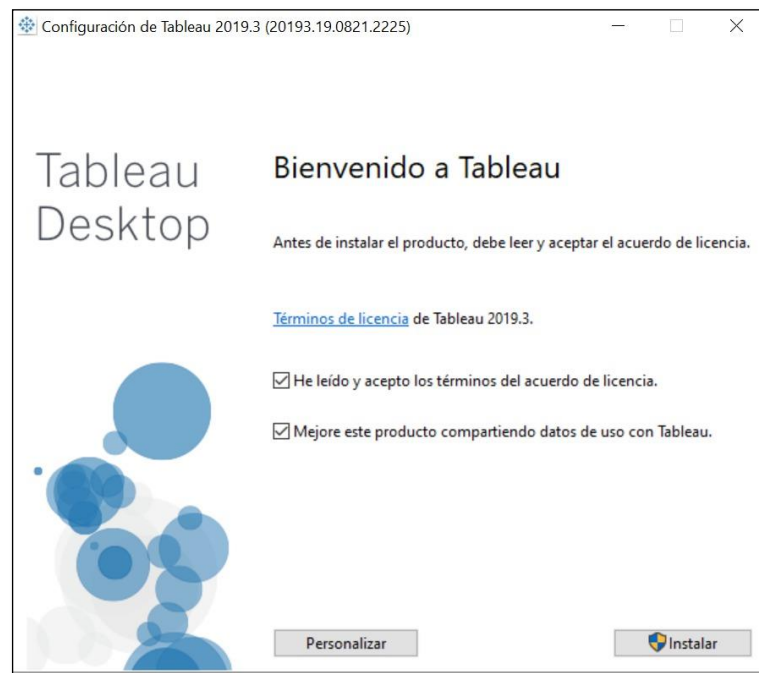 Configuración de Tableau 2019.3 (20193.19.0821.2225)
Tableau
Desktop
Bienvenido a Tableau
Antes de instalar el producto, debe leer y aceptar el acuerdo de licencia.
Términos de licencia de Tableau 2019.3.
He leído y acepto los términos del acuerdo de licencia.
Mejore este producto compartiendo datos de uso con Tableau.
Personalizar
Instalar